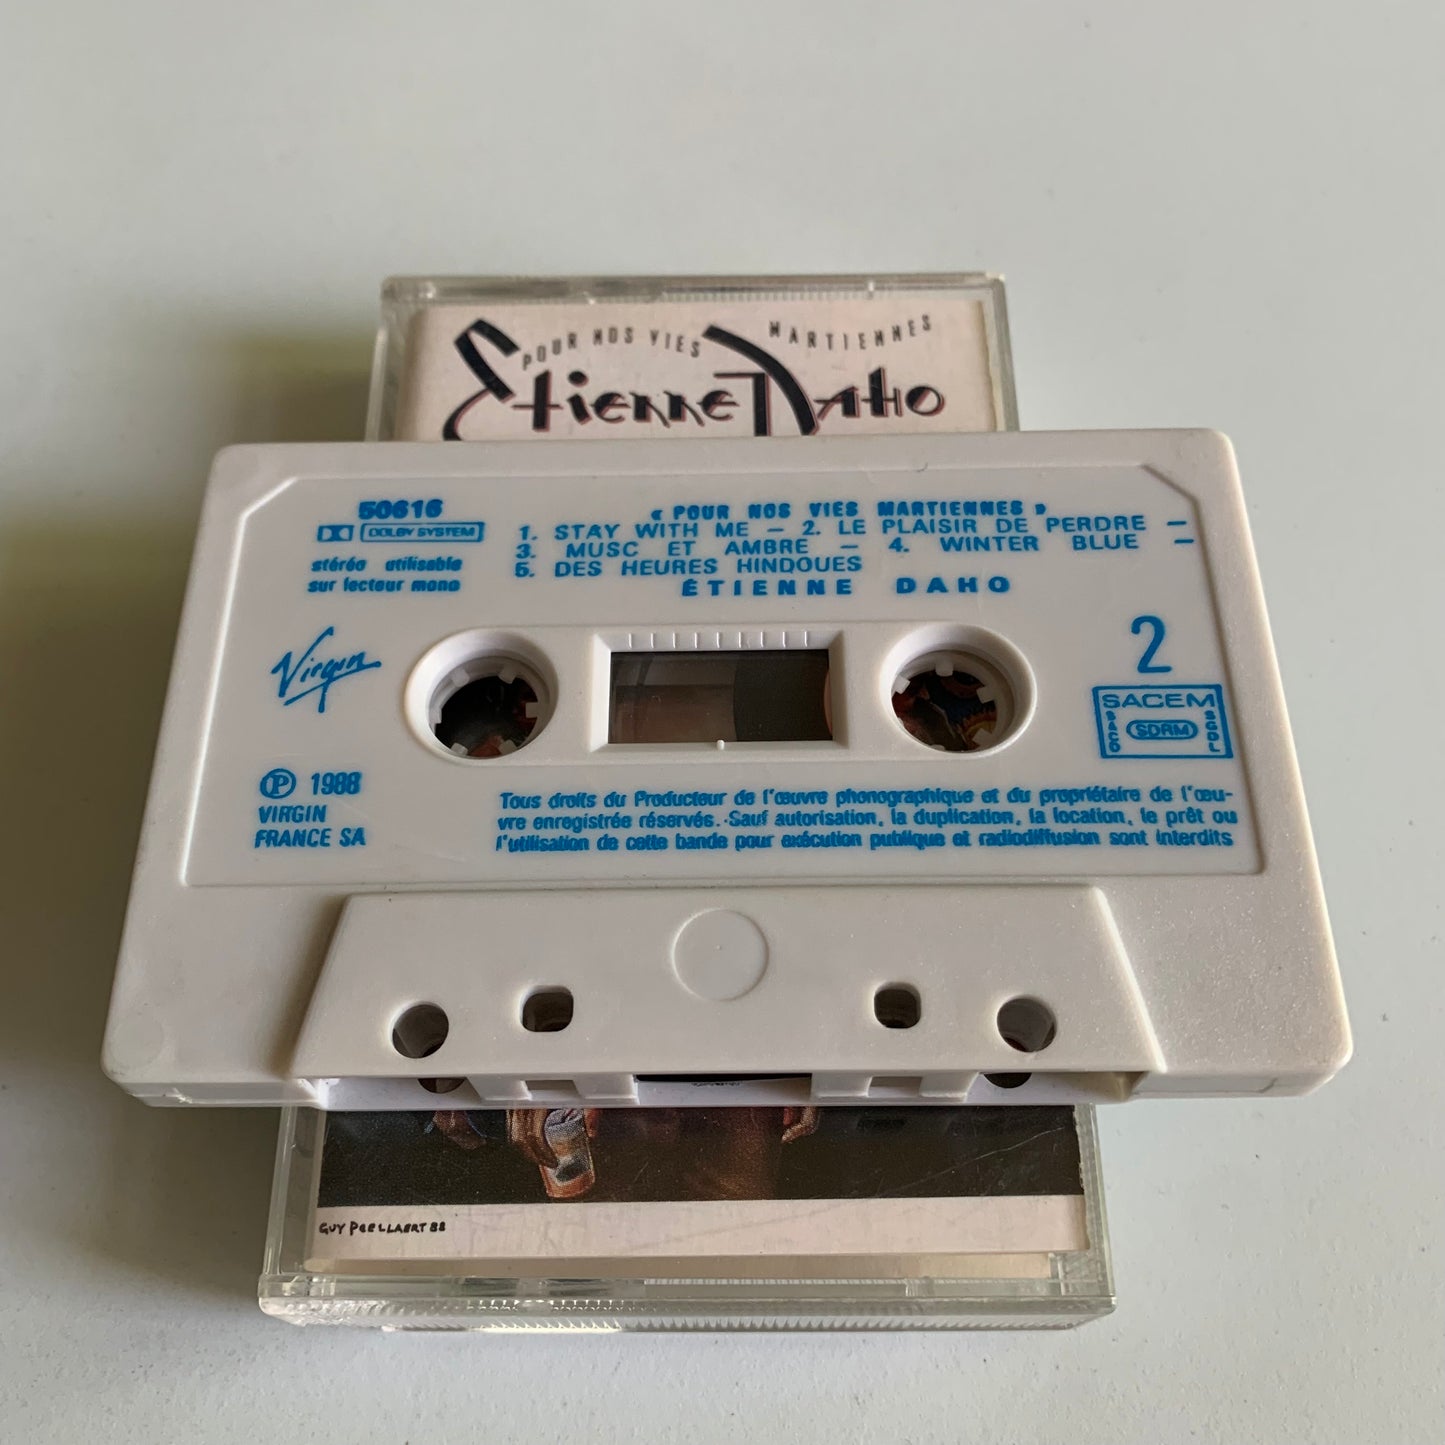 POUR NOS VIES MARTIENNES
Etienne Daho
50616
DOLBY SYSTEM
stéréo utilisable
sur lecteur mono
« POUR NOS VIES MARTIENNES »
1. STAY WITH ME – 2. LE PLAISIR DE PERDRE –
3. MUSC ET AMBRE – 4. WINTER BLUE –
5. DES HEURES HINDOUES
ÉTIENNE DAHO
Virgin
2
SACEM
SACD SDRM SGDL
Ⓟ 1988
VIRGIN
FRANCE SA
Tous droits du Producteur de l'œuvre phonographique et du propriétaire de l'œu-
vre enregistrée réservés. Sauf autorisation, la duplication, la location, le prêt ou
l'utilisation de cette bande pour exécution publique et radiodiffusion sont interdits
GUY PEELLAERT 88